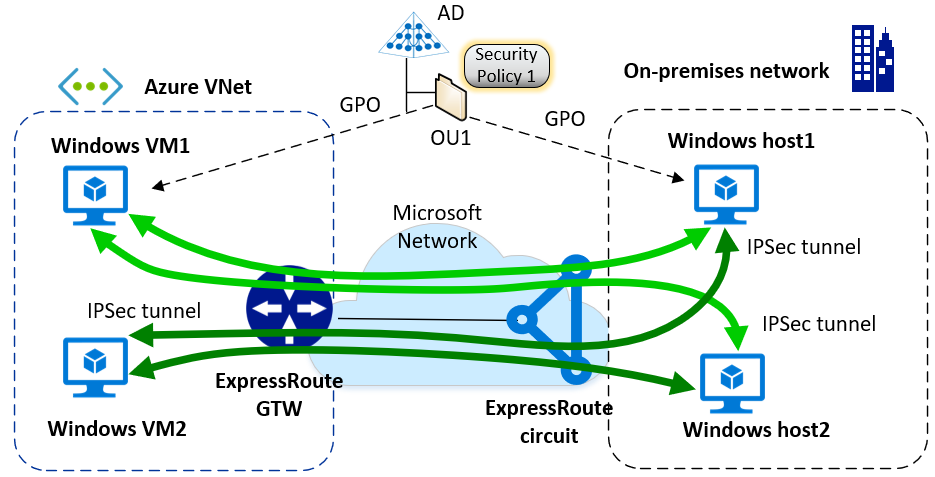 AD
Security
Policy 1
Azure VNet
On-premises network
GPO
GPO
OU1
Windows VM1
Windows host1
Microsoft
Network
IPSec tunnel
IPSec tunnel
IPSec tunnel
ExpressRoute
GTW
ExpressRoute
circuit
Windows VM2
Windows host2